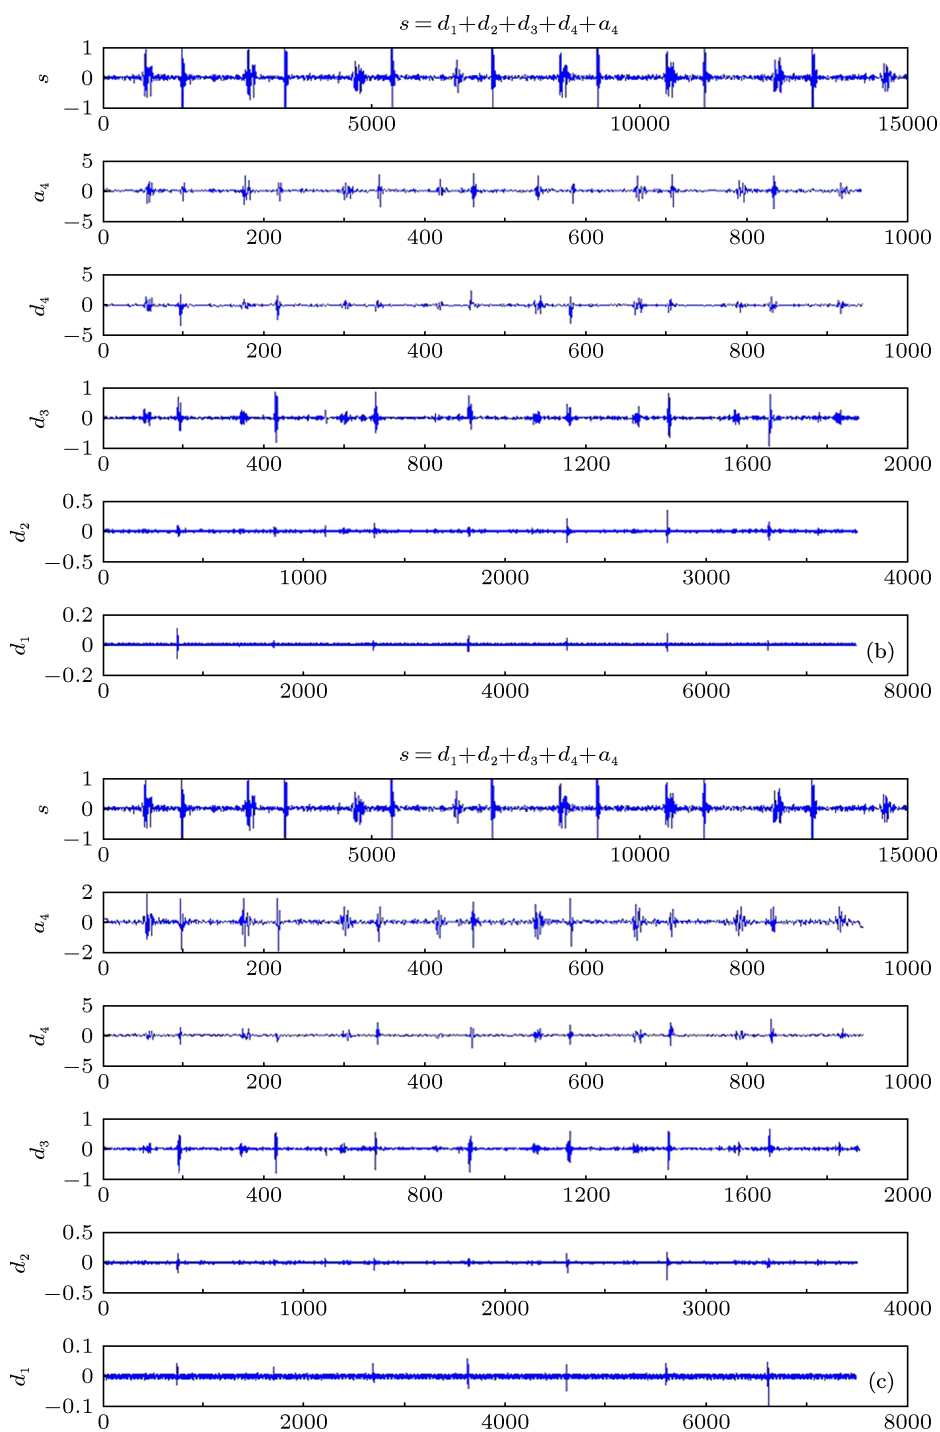 s = d₁+d₂+d₃+d₄+a₄
1
s 0
−1
0 5000 10000 15000
5
a₄ 0
−5
0 200 400 600 800 1000
5
d₄ 0
−5
0 200 400 600 800 1000
1
d₃ 0
−1
0 400 800 1200 1600 2000
0.5
d₂ 0
−0.5
0 1000 2000 3000 4000
0.2
d₁ 0 (b)
−0.2
0 2000 4000 6000 8000
s = d₁+d₂+d₃+d₄+a₄
1
s 0
−1
0 5000 10000 15000
2
a₄ 0
−2
0 200 400 600 800 1000
5
d₄ 0
−5
0 200 400 600 800 1000
1
d₃ 0
−1
0 400 800 1200 1600 2000
0.5
d₂ 0
−0.5
0 1000 2000 3000 4000
0.1
d₁ 0 (c)
−0.1
0 2000 4000 6000 8000